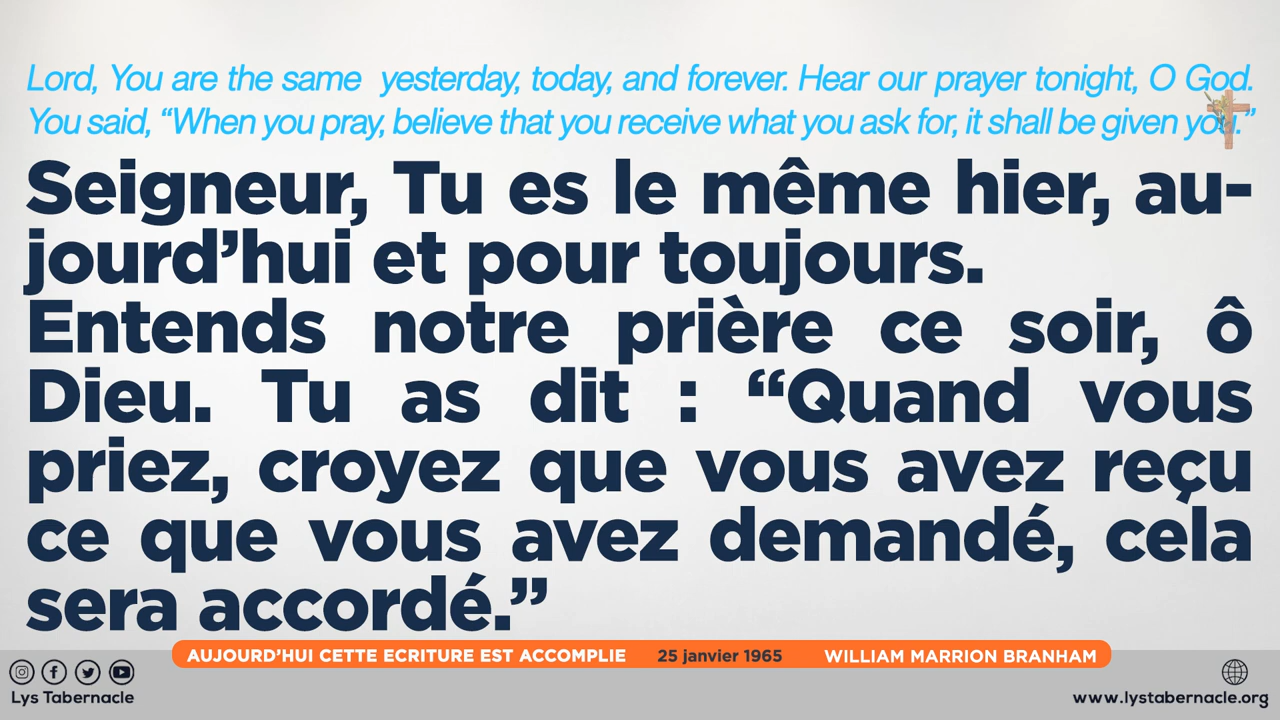 Lord, You are the same yesterday, today, and forever. Hear our prayer tonight, O God.
You said, “When you pray, believe that you receive what you ask for, it shall be given you.”
Seigneur, Tu es le même hier, au-
jourd’hui et pour toujours.
Entends notre prière ce soir, ô
Dieu. Tu as dit : “Quand vous
priez, croyez que vous avez reçu
ce que vous avez demandé, cela
sera accordé.”
AUJOURD’HUI CETTE ECRITURE EST ACCOMPLIE 25 janvier 1965 WILLIAM MARRION BRANHAM
Lys Tabernacle
www.lystabernacle.org